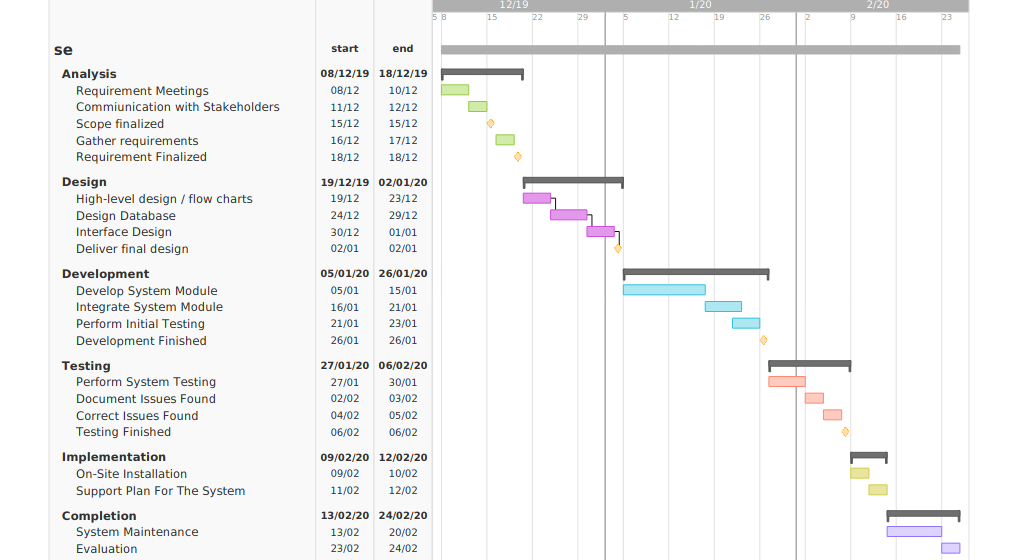 12/19 1/20 2/20
5 8 15 22 29 5 12 19 26 2 9 16 23
se start end
Analysis 08/12/19 18/12/19
Requirement Meetings 08/12 10/12
Commiunication with Stakeholders 11/12 12/12
Scope finalized 15/12 15/12
Gather requirements 16/12 17/12
Requirement Finalized 18/12 18/12
Design 19/12/19 02/01/20
High-level design / flow charts 19/12 23/12
Design Database 24/12 29/12
Interface Design 30/12 01/01
Deliver final design 02/01 02/01
Development 05/01/20 26/01/20
Develop System Module 05/01 15/01
Integrate System Module 16/01 21/01
Perform Initial Testing 21/01 23/01
Development Finished 26/01 26/01
Testing 27/01/20 06/02/20
Perform System Testing 27/01 30/01
Document Issues Found 02/02 03/02
Correct Issues Found 04/02 05/02
Testing Finished 06/02 06/02
Implementation 09/02/20 12/02/20
On-Site Installation 09/02 10/02
Support Plan For The System 11/02 12/02
Completion 13/02/20 24/02/20
System Maintenance 13/02 20/02
Evaluation 23/02 24/02